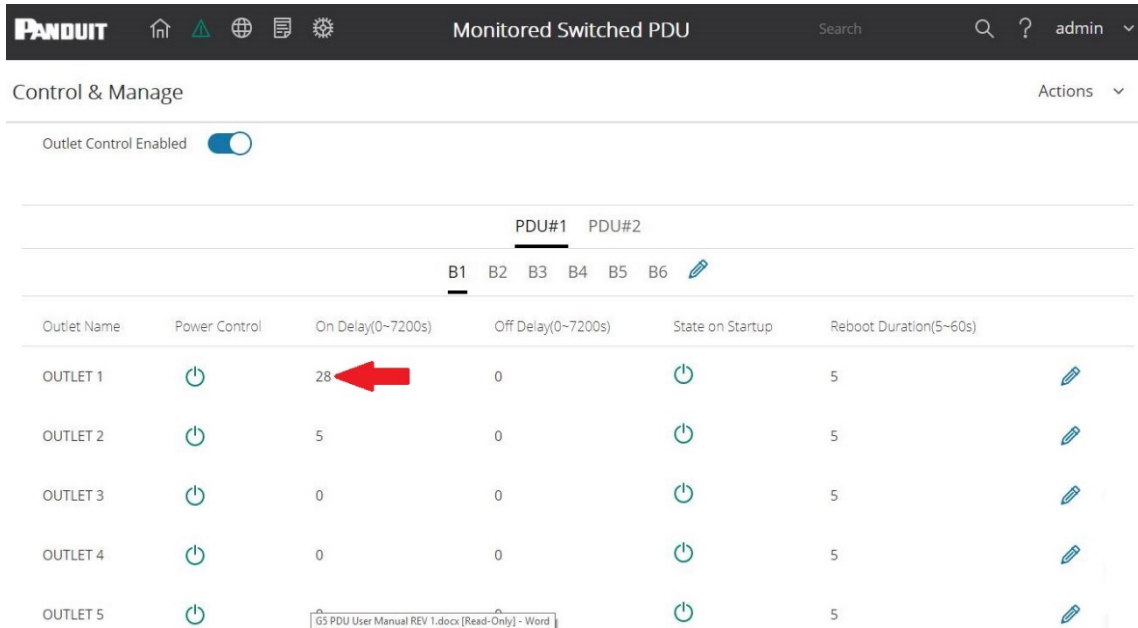 PANDUIT Monitored Switched PDU Search ? admin
Control & Manage Actions
Outlet Control Enabled
PDU#1 PDU#2
B1 B2 B3 B4 B5 B6
Outlet Name Power Control On Delay(0~7200s) Off Delay(0~7200s) State on Startup Reboot Duration(5~60s)
OUTLET 1 28 0 5
OUTLET 2 5 0 5
OUTLET 3 0 0 5
OUTLET 4 0 0 5
OUTLET 5 5
G5 PDU User Manual REV 1.docx [Read-Only] - Word